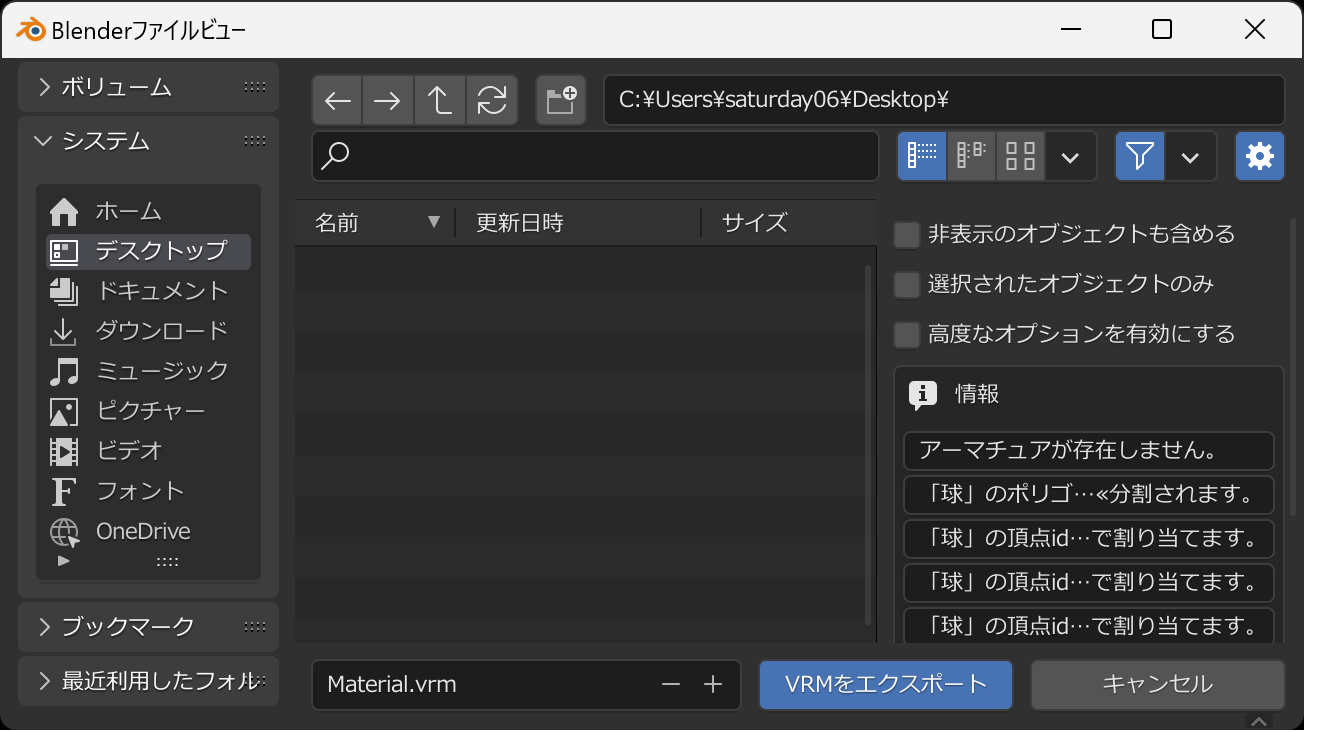 Blenderファイルビュー
ボリューム
システム
ホーム
デスクトップ
ドキュメント
ダウンロード
ミュージック
ピクチャー
ビデオ
フォント
OneDrive
ブックマーク
最近利用したフォル
C:¥Users¥saturday06¥Desktop¥
名前 更新日時 サイズ
非表示のオブジェクトも含める
選択されたオブジェクトのみ
高度なオプションを有効にする
情報
アーマチュアが存在しません。
「球」のポリゴ…«分割されます。
「球」の頂点id…で割り当てます。
「球」の頂点id…で割り当てます。
「球」の頂点id…で割り当てます。
Material.vrm
VRMをエクスポート
キャンセル